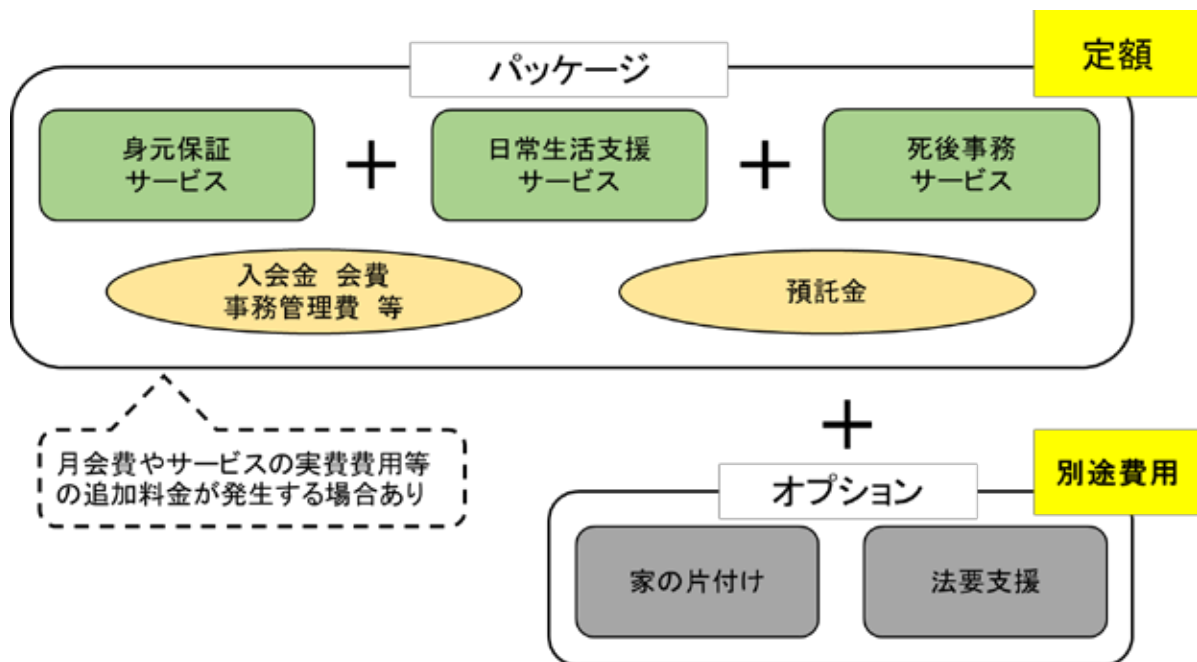 定額
パッケージ
身元保証
サービス
+
日常生活支援
サービス
+
死後事務
サービス
入会金 会費
事務管理費 等
預託金
月会費やサービスの実費費用等
の追加料金が発生する場合あり
+
別途費用
オプション
家の片付け
法要支援